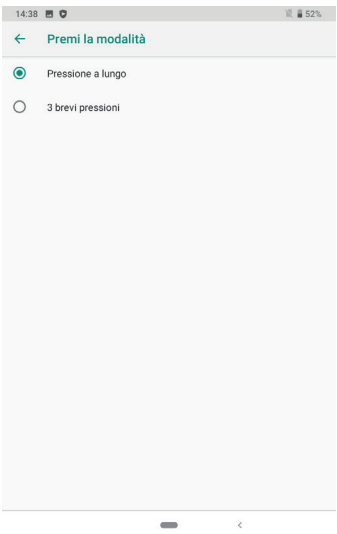 14:38 52%
Premi la modalità
Pressione a lungo
3 brevi pressioni